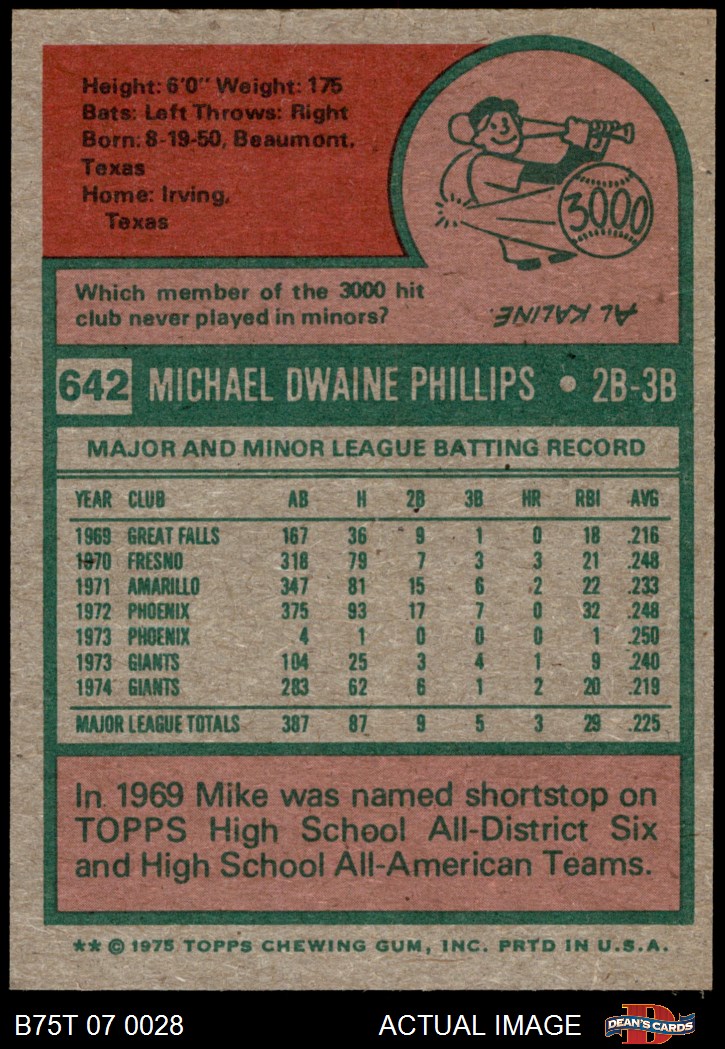 Height: 6'0" Weight: 175
Bats: Left Throws: Right
Born: 8-19-50, Beaumont,
Texas
Home: Irving,
Texas
3000
Which member of the 3000 hit
club never played in minors?
AL KALINE.
642 MICHAEL DWAINE PHILLIPS • 2B-3B
MAJOR AND MINOR LEAGUE BATTING RECORD
YEAR CLUB AB H 2B 3B HR RBI AVG
1969 GREAT FALLS 167 36 9 1 0 18 .216
1970 FRESNO 318 79 7 3 3 21 .248
1971 AMARILLO 347 81 15 6 2 22 .233
1972 PHOENIX 375 93 17 7 0 32 .248
1973 PHOENIX 4 1 0 0 0 1 .250
1973 GIANTS 104 25 3 4 1 9 .240
1974 GIANTS 283 62 6 1 2 20 .219
MAJOR LEAGUE TOTALS 387 87 9 5 3 29 .225
In 1969 Mike was named shortstop on
TOPPS High School All-District Six
and High School All-American Teams.
** © 1975 TOPPS CHEWING GUM, INC. PRTD IN U.S.A.
B75T 07 0028 ACTUAL IMAGE D DEAN'S CARDS